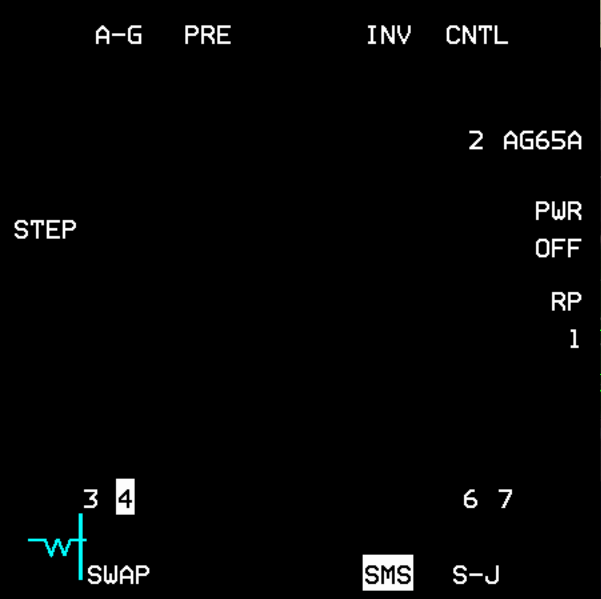 A-G PRE INV CNTL
2 AG65A
PWR
STEP
OFF
RP
1
3 4 6 7
SWAP SMS S-J